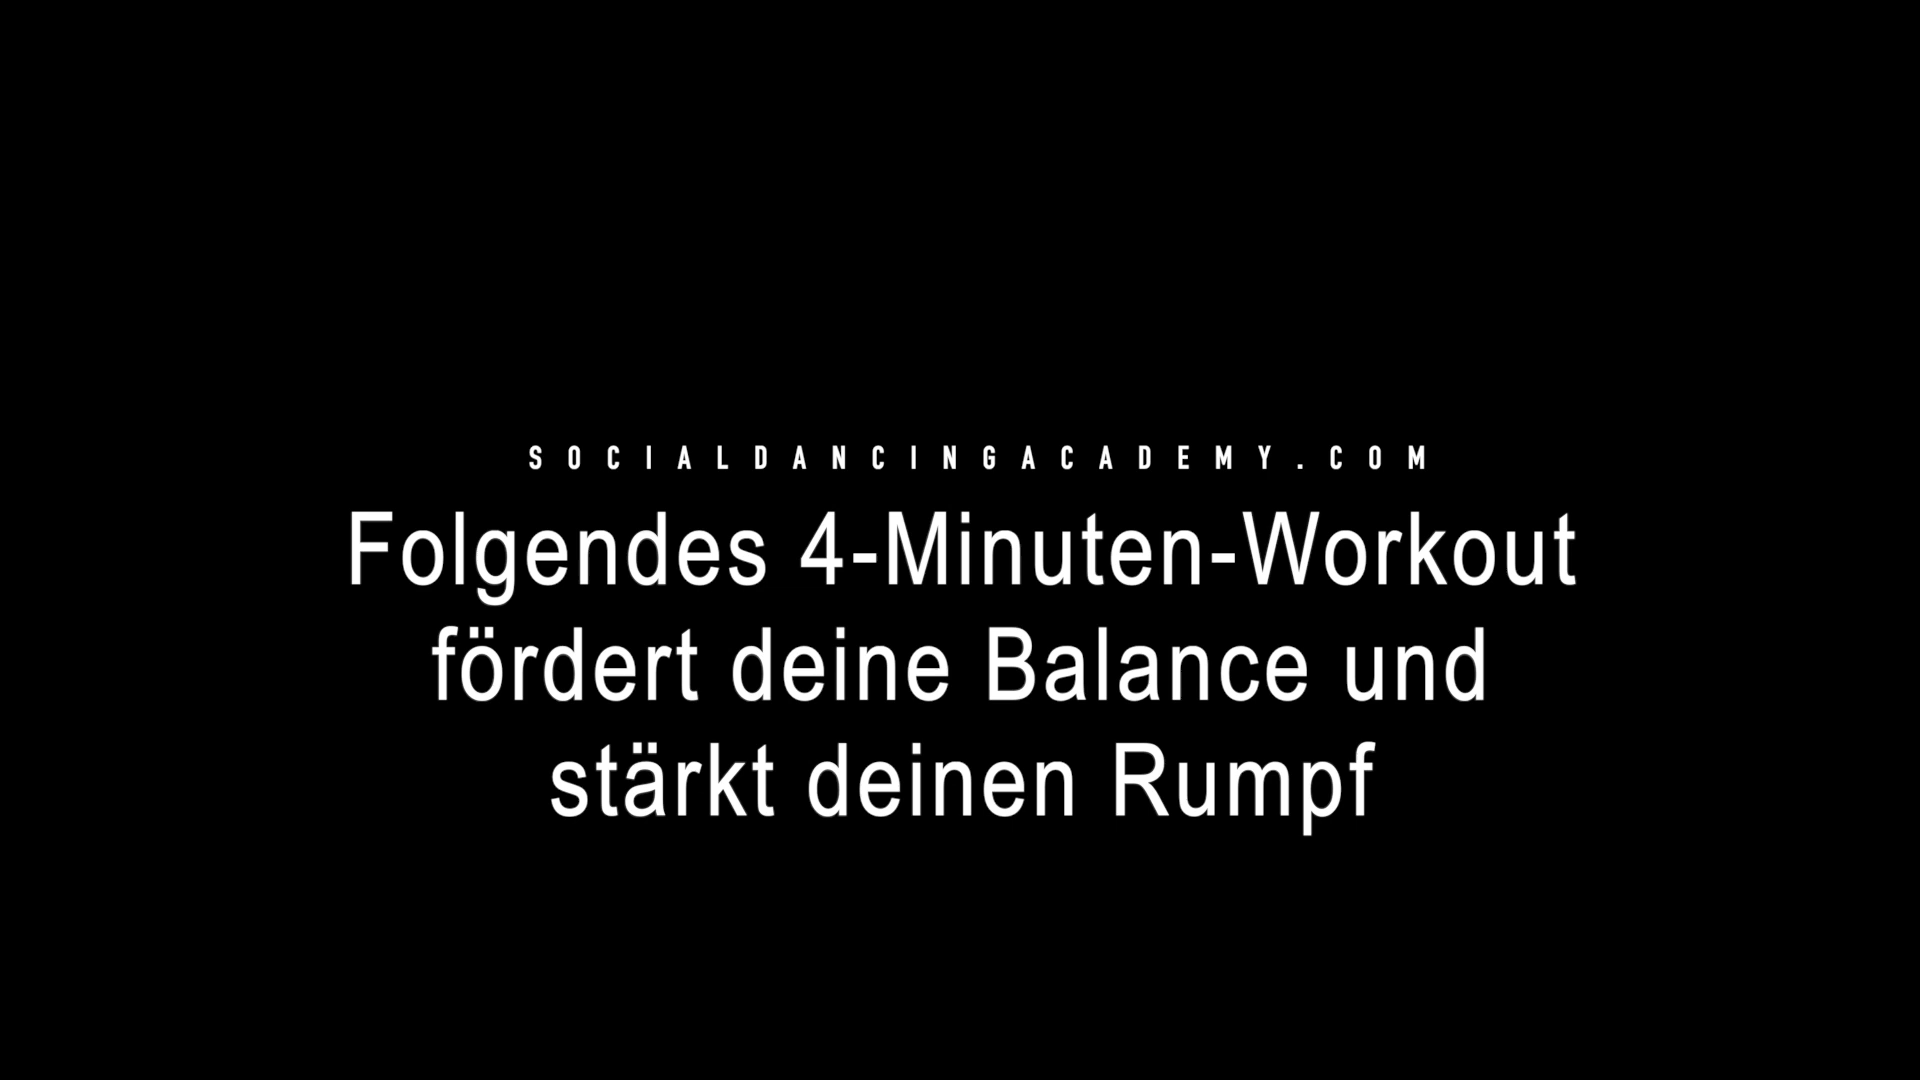 SOCIALDANCINGACADEMY.COM
Folgendes 4-Minuten-Workout
fördert deine Balance und
stärkt deinen Rumpf